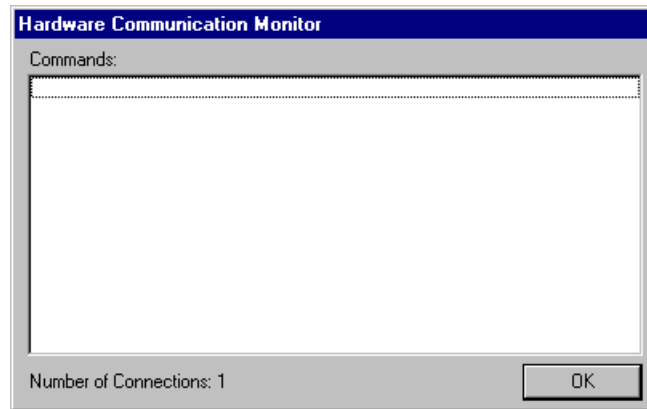 Hardware Communication Monitor
Commands:
Number of Connections: 1
OK